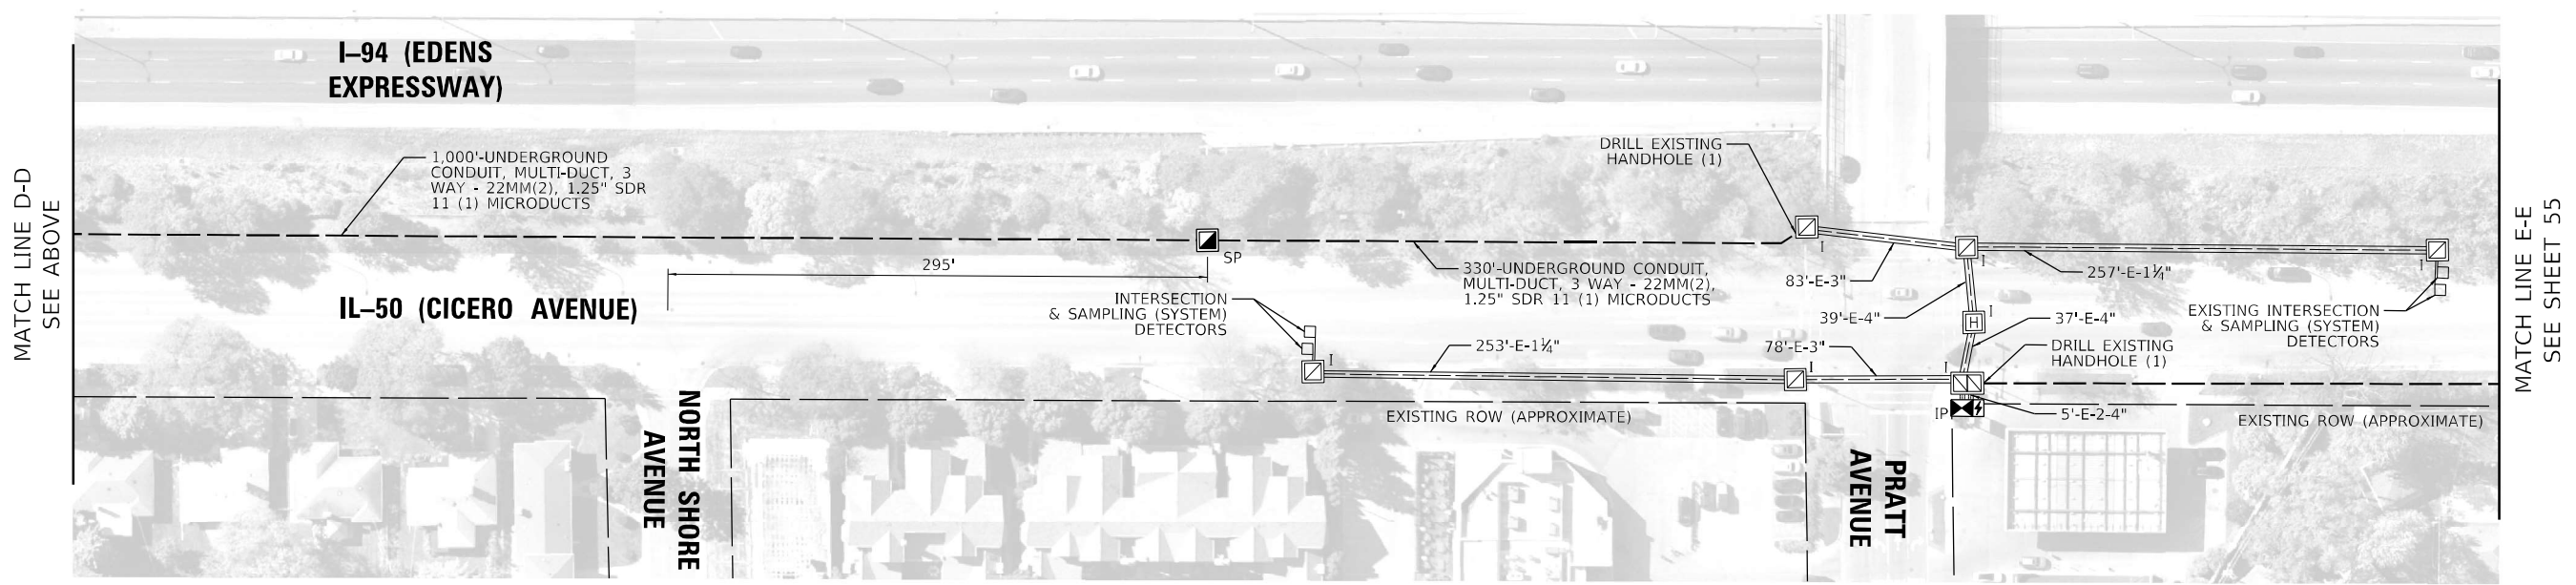 I-94 (EDENS
EXPRESSWAY)
MATCH LINE D-D
SEE ABOVE
1,000'-UNDERGROUND
CONDUIT, MULTI-DUCT, 3
WAY - 22MM(2), 1.25" SDR
11 (1) MICRODUCTS
DRILL EXISTING
HANDHOLE (1)
SP
I
I
I
295'
330'-UNDERGROUND CONDUIT,
MULTI-DUCT, 3 WAY - 22MM(2),
1.25" SDR 11 (1) MICRODUCTS
83'-E-3"
257'-E-1¼"
IL-50 (CICERO AVENUE)
INTERSECTION
& SAMPLING (SYSTEM)
DETECTORS
39'-E-4"
I
H
37'-E-4"
EXISTING INTERSECTION
& SAMPLING (SYSTEM)
DETECTORS
I
253'-E-1¼"
I
78'-E-3"
I
DRILL EXISTING
HANDHOLE (1)
MATCH LINE E-E
SEE SHEET 55
NORTH SHORE
AVENUE
EXISTING ROW (APPROXIMATE)
IP
5'-E-2-4"
EXISTING ROW (APPROXIMATE)
PRATT
AVENUE